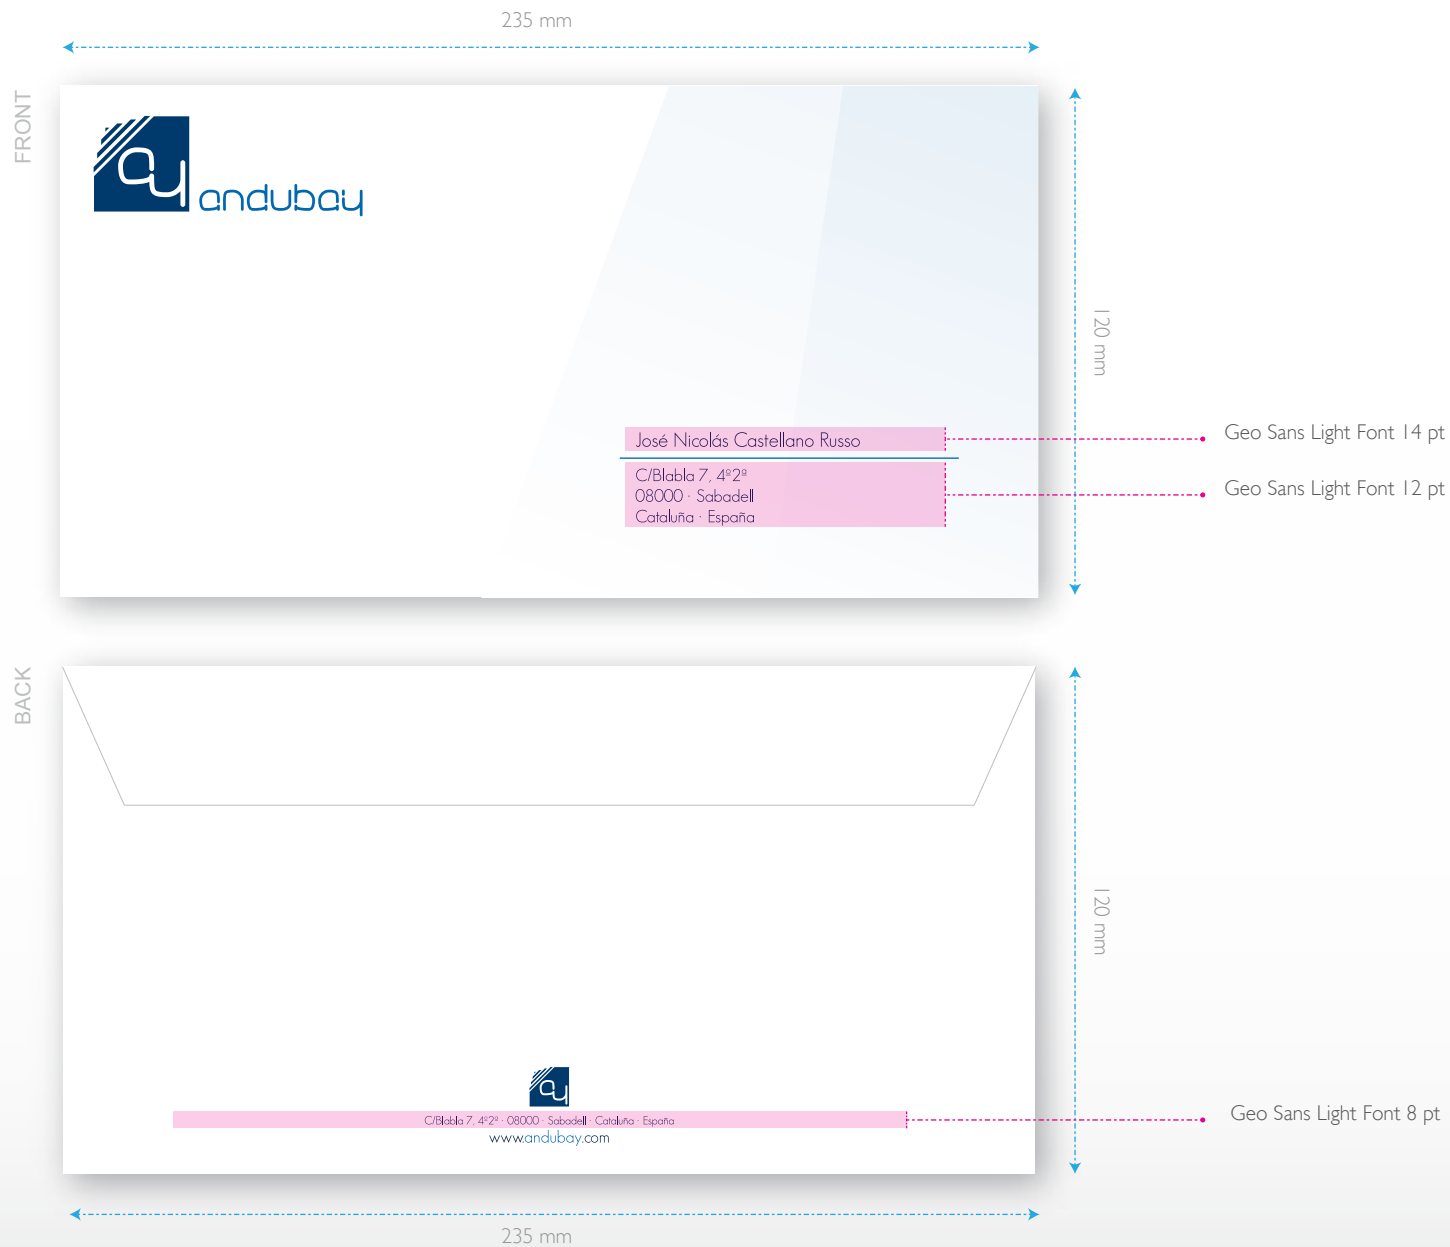 235 mm
FRONT
ay
andubay
120 mm
José Nicolás Castellano Russo
Geo Sans Light Font 14 pt
C/Blabla 7, 4º2ª
08000 · Sabadell
Cataluña · España
Geo Sans Light Font 12 pt
BACK
120 mm
ay
C/Blabla 7, 4º2ª · 08000 · Sabadell · Cataluña · España
Geo Sans Light Font 8 pt
www.andubay.com
235 mm